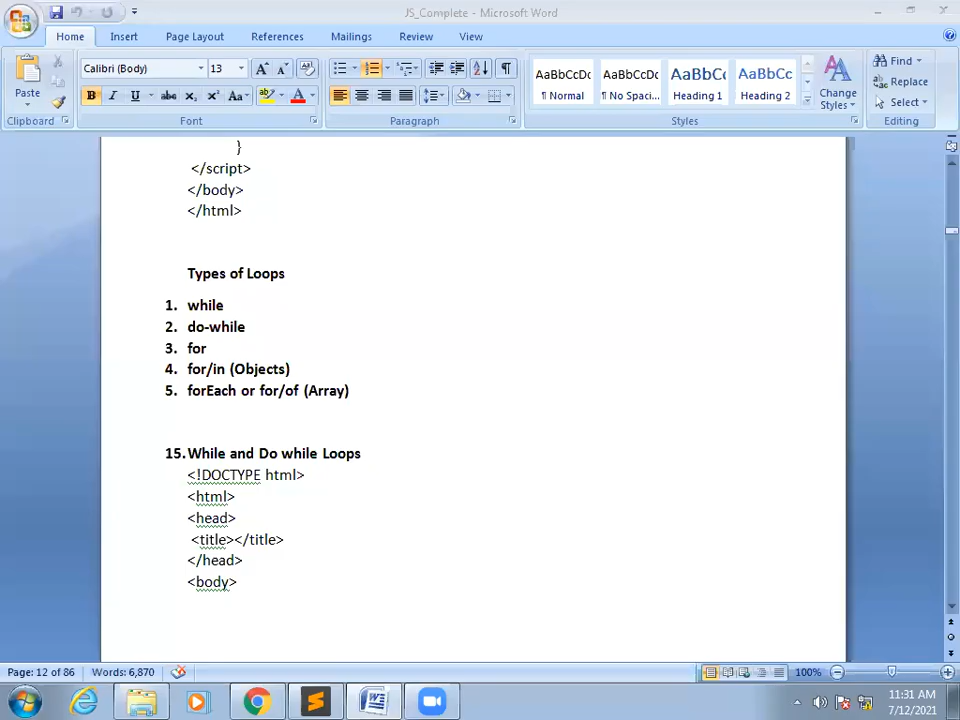 JS_Complete - Microsoft Word
Home Insert Page Layout References Mailings Review View
Paste
Calibri (Body) 13
B I U abc X₂ X² Aa A
AaBbCcDc AaBbCcDc AaBbCc AaBbCc
¶ Normal ¶ No Spaci... Heading 1 Heading 2
Change Styles
Find
Replace
Select
Clipboard Font Paragraph Styles Editing
}
</script>
</body>
</html>
Types of Loops
1. while
2. do-while
3. for
4. for/in (Objects)
5. forEach or for/of (Array)
15. While and Do while Loops
<!DOCTYPE html>
<html>
<head>
<title></title>
</head>
<body>
Page: 12 of 86 Words: 6,870 100%
11:31 AM
7/12/2021